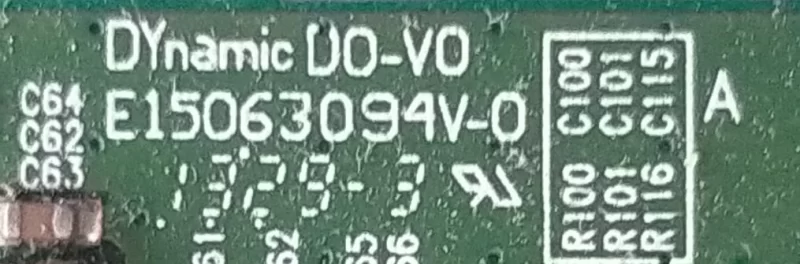 DYnamic DO-VO
E15063094V-0
C64
C62
C63
C100
C101
C115
R100
R101
R116
A